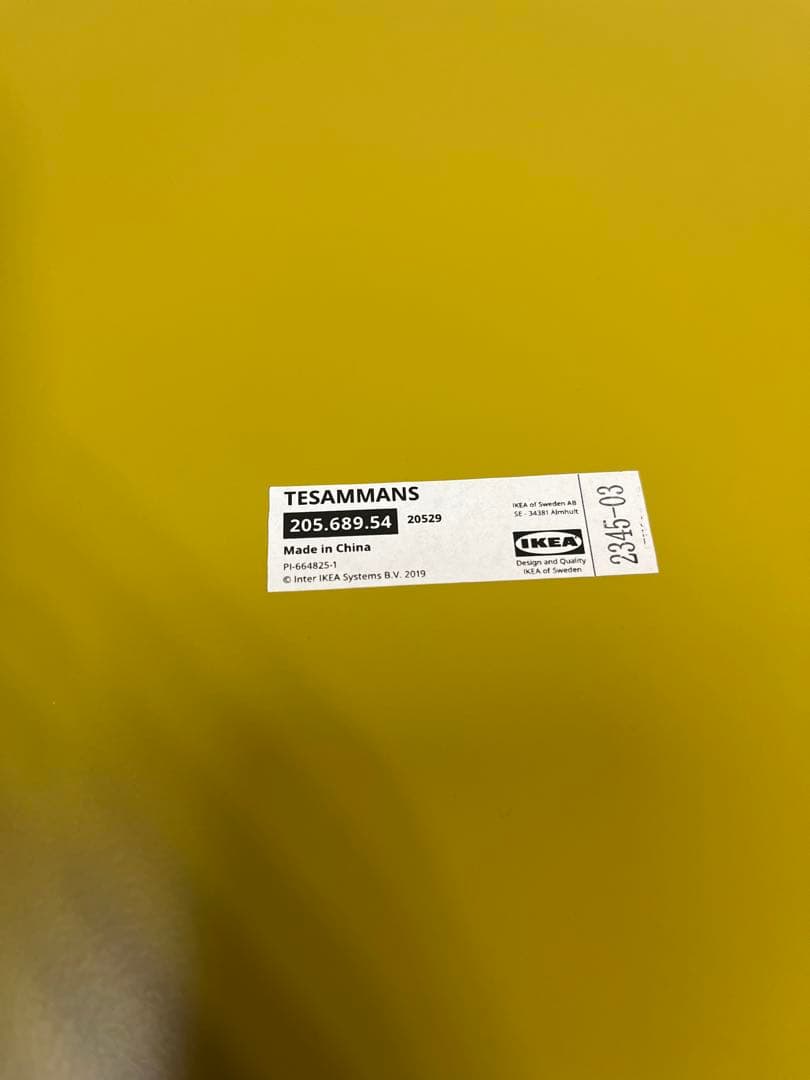 TESAMMANS
205.689.54 20529
Made in China
PI-664825-1
© Inter IKEA Systems B.V. 2019
IKEA of Sweden AB
SE - 34381 Älmhult
IKEA
Design and Quality
IKEA of Sweden
2345-03